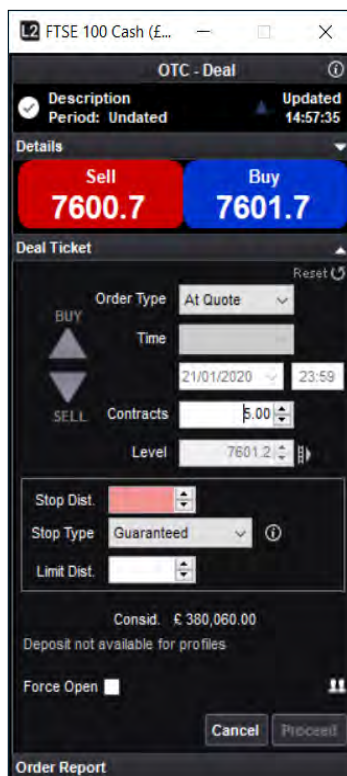 L2 FTSE 100 Cash (£...
OTC - Deal
Description
Period: Undated
Updated
14:57:35
Details
Sell
7600.7
Buy
7601.7
Deal Ticket
Reset
BUY
SELL
Order Type At Quote
Time
21/01/2020 23:59
Contracts 5.00
Level 7601.2
Stop Dist.
Stop Type Guaranteed
Limit Dist.
Consid. £ 380,060.00
Deposit not available for profiles
Force Open
Cancel Proceed
Order Report